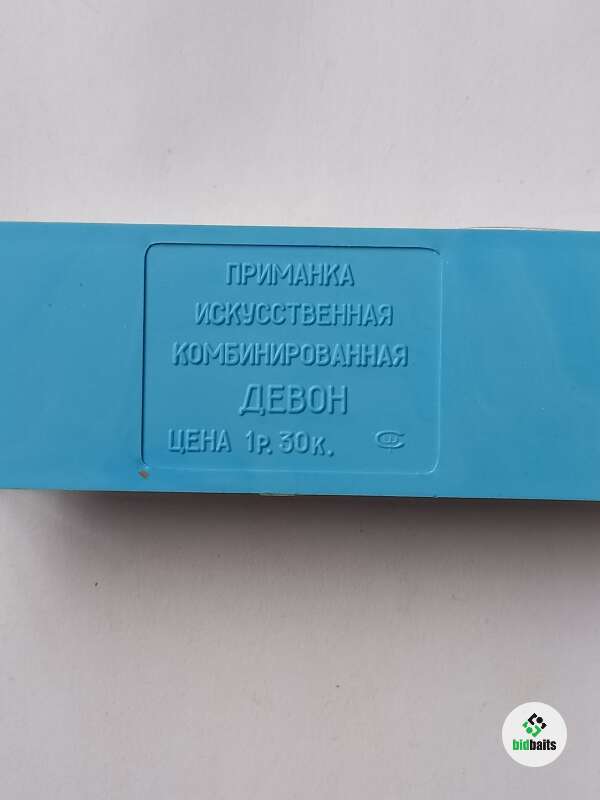 ПРИМАНКА
ИСКУССТВЕННАЯ
КОМБИНИРОВАННАЯ
ДЕВОН
ЦЕНА 1р. 30к.
bidbaits